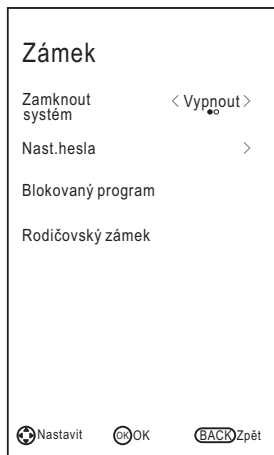 Zámek
Zamknout
systém
< Vypnout >
Nast.hesla >
Blokovaný program
Rodičovský zámek
Nastavit OK OK BACK Zpět